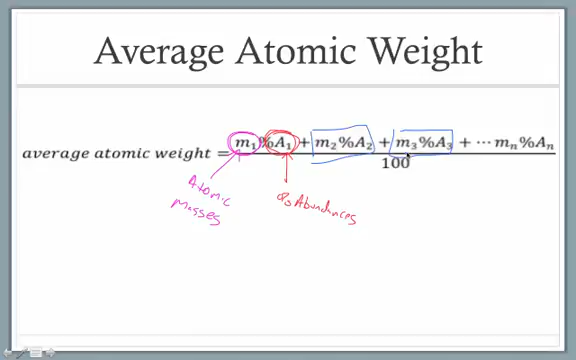 Average Atomic Weight
average atomic weight = m₁%A₁ + m₂%A₂ + m₃%A₃ + ⋯ mₙ%Aₙ
100
Atomic
Masses
% Abundances